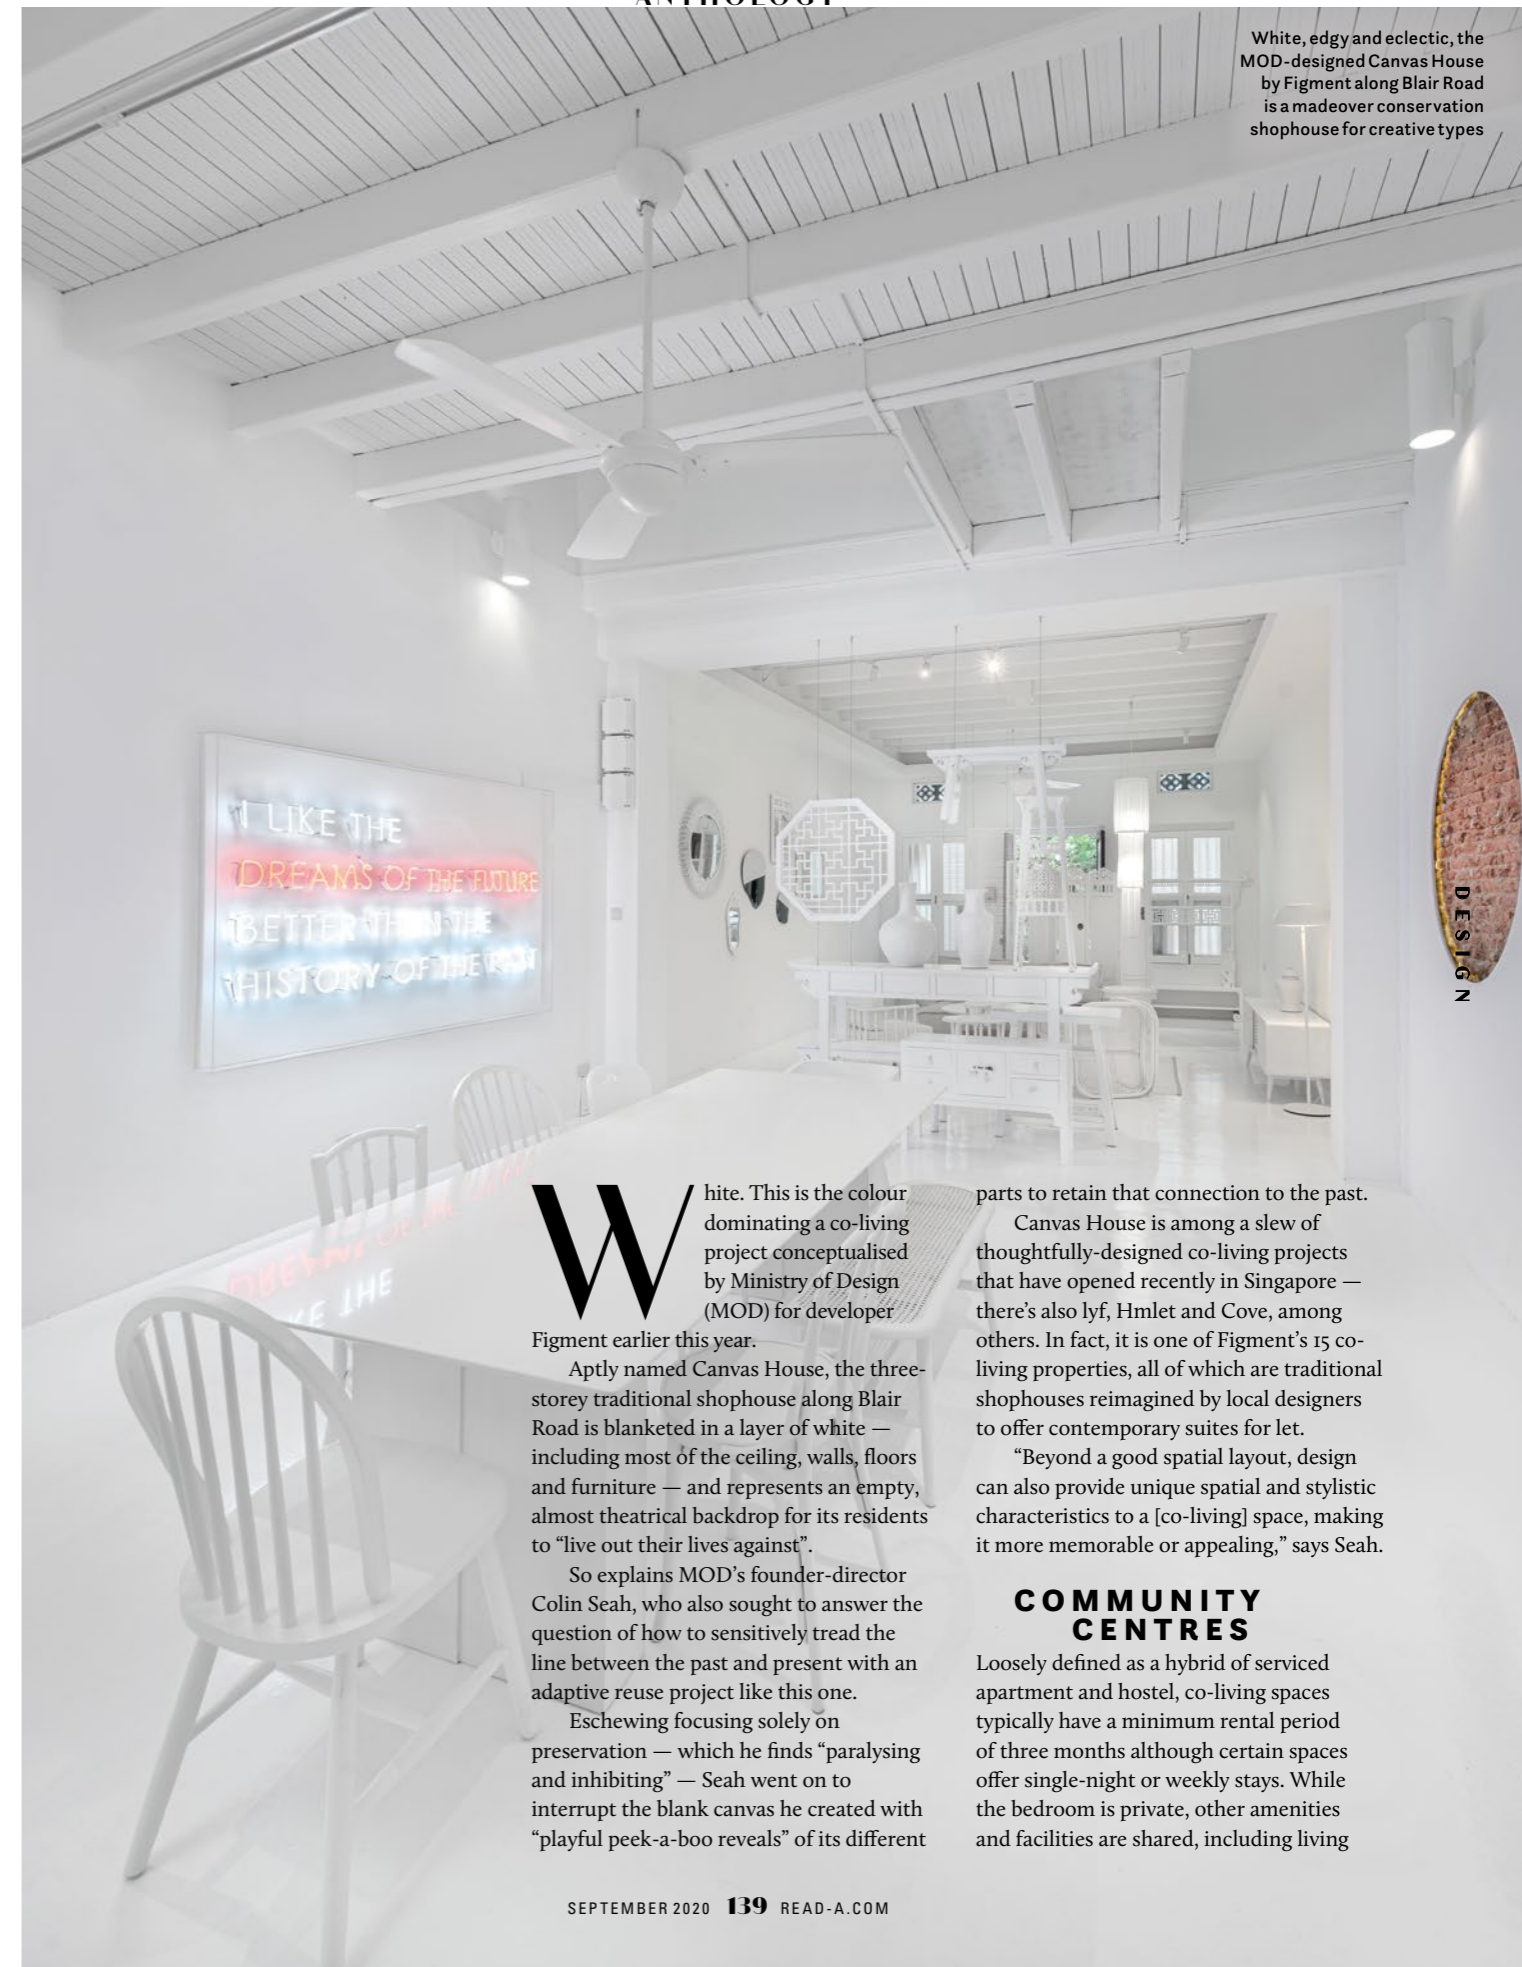 ANTHOLOGY
White, edgy and eclectic, the
MOD-designed Canvas House
by Figment along Blair Road
is a madeover conservation
shophouse for creative types
I LIKE THE
DREAMS OF THE FUTURE
BETTER THAN THE
HISTORY OF THE PAST
DESIGN
White. This is the colour
dominating a co-living
project conceptualised
by Ministry of Design
(MOD) for developer
Figment earlier this year.
Aptly named Canvas House, the three-
storey traditional shophouse along Blair
Road is blanketed in a layer of white —
including most of the ceiling, walls, floors
and furniture — and represents an empty,
almost theatrical backdrop for its residents
to “live out their lives against”.
So explains MOD’s founder-director
Colin Seah, who also sought to answer the
question of how to sensitively tread the
line between the past and present with an
adaptive reuse project like this one.
Eschewing focusing solely on
preservation — which he finds “paralysing
and inhibiting” — Seah went on to
interrupt the blank canvas he created with
“playful peek-a-boo reveals” of its different
parts to retain that connection to the past.
Canvas House is among a slew of
thoughtfully-designed co-living projects
that have opened recently in Singapore —
there’s also lyf, Hmlet and Cove, among
others. In fact, it is one of Figment’s 15 co-
living properties, all of which are traditional
shophouses reimagined by local designers
to offer contemporary suites for let.
“Beyond a good spatial layout, design
can also provide unique spatial and stylistic
characteristics to a [co-living] space, making
it more memorable or appealing,” says Seah.
COMMUNITY
CENTRES
Loosely defined as a hybrid of serviced
apartment and hostel, co-living spaces
typically have a minimum rental period
of three months although certain spaces
offer single-night or weekly stays. While
the bedroom is private, other amenities
and facilities are shared, including living
SEPTEMBER 2020 139 READ-A.COM